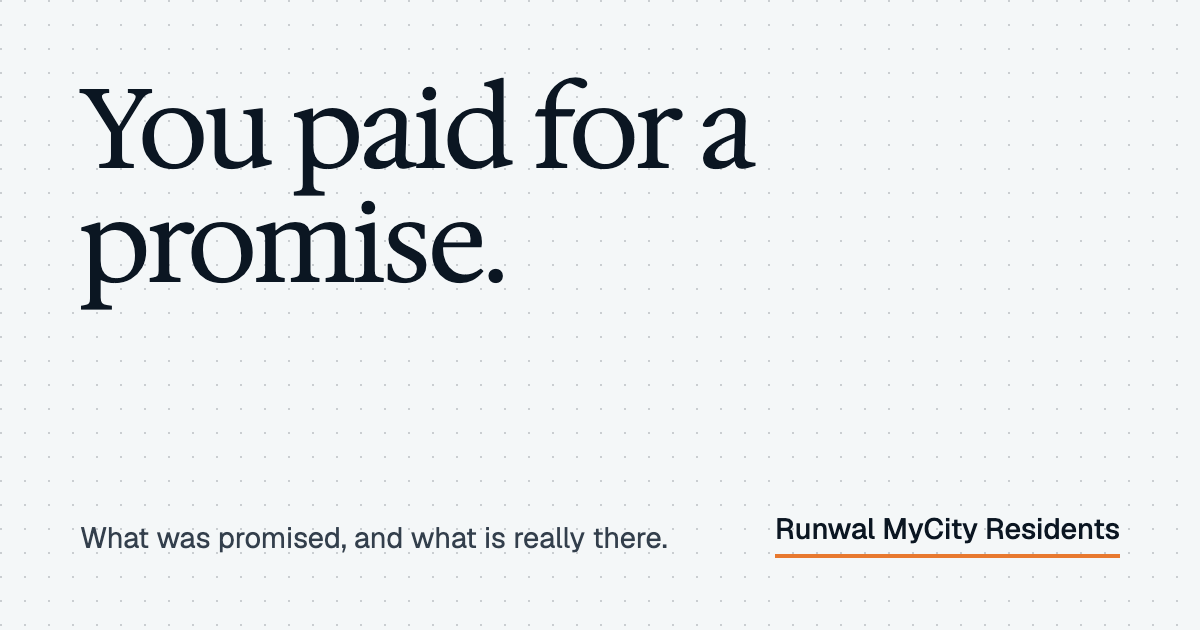 You paid for a
promise.
What was promised, and what is really there.
Runwal MyCity Residents